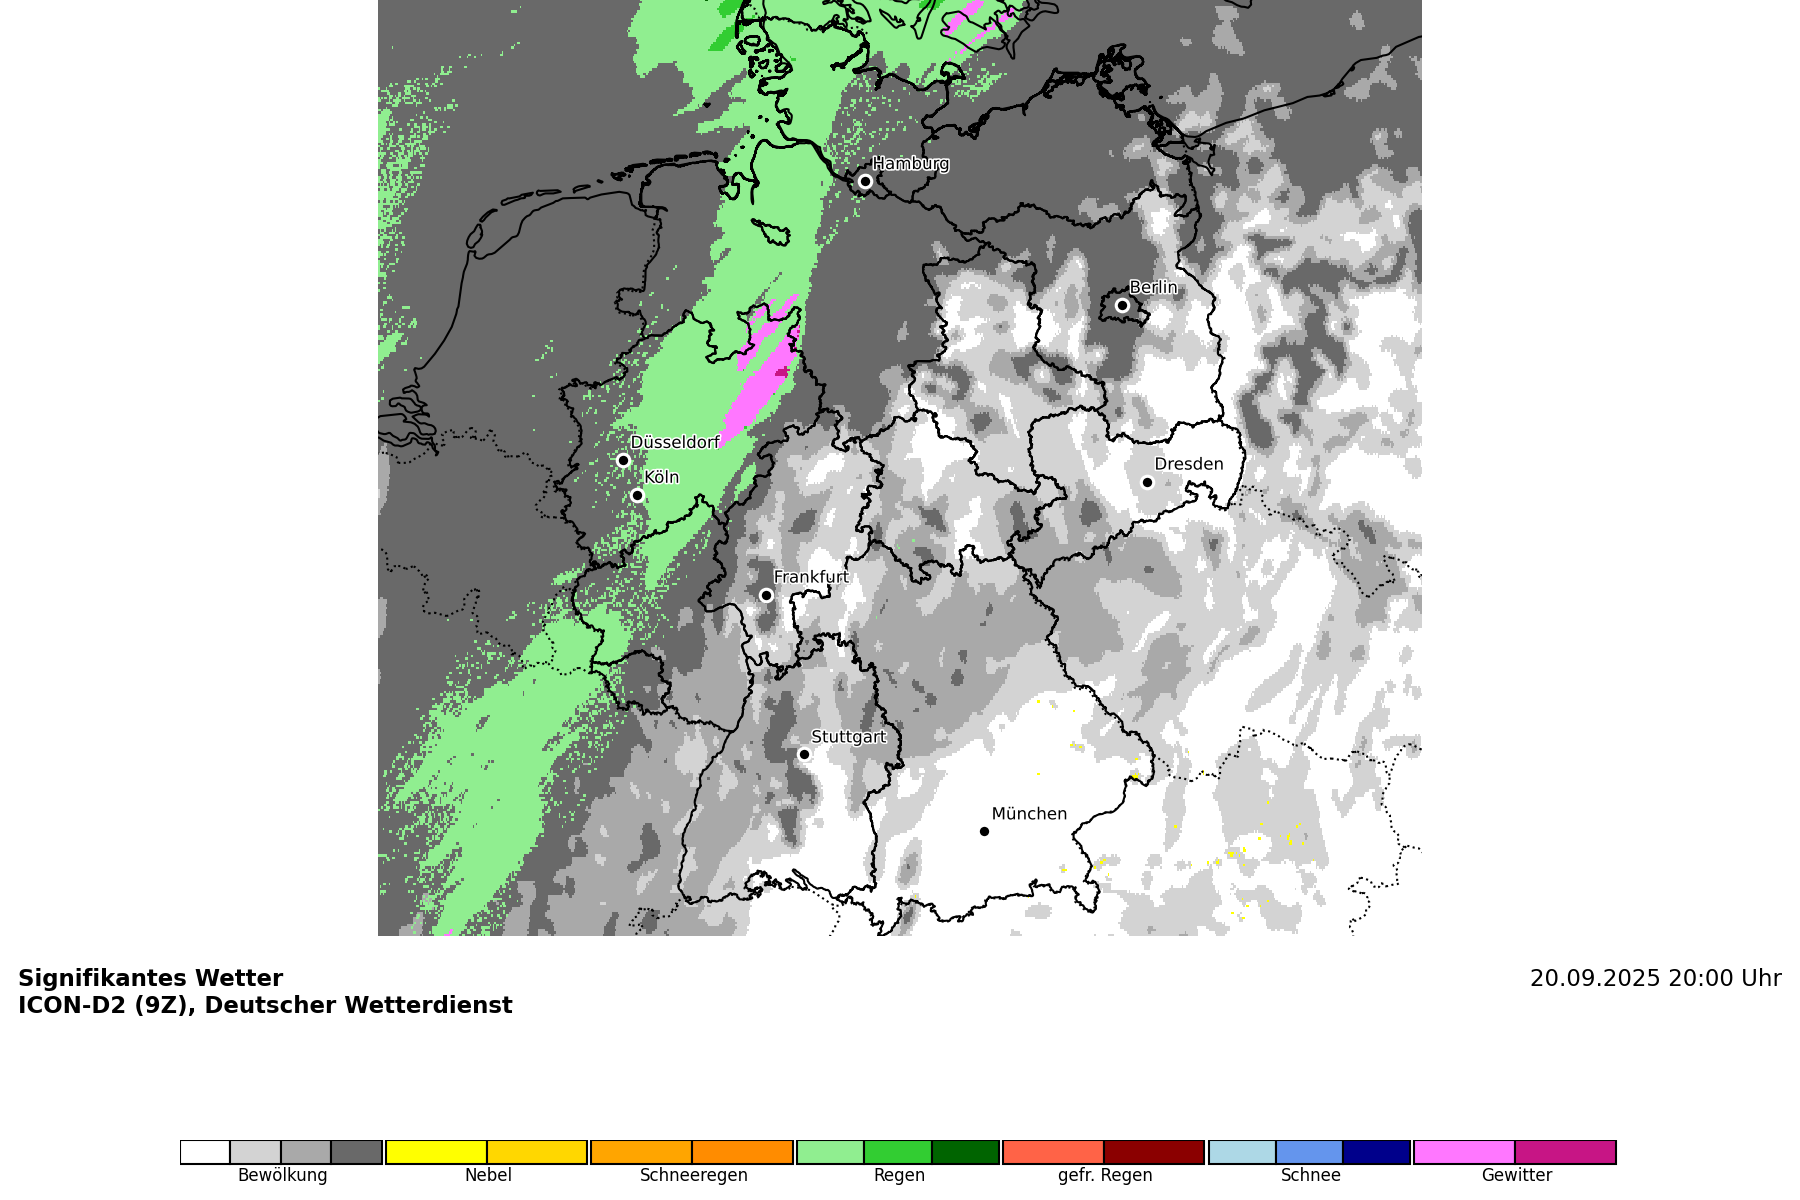 Hamburg
Berlin
Düsseldorf
Köln
Dresden
Frankfurt
Stuttgart
München
Signifikantes Wetter
ICON-D2 (9Z), Deutscher Wetterdienst
20.09.2025 20:00 Uhr
Bewölkung
Nebel
Schneeregen
Regen
gefr. Regen
Schnee
Gewitter